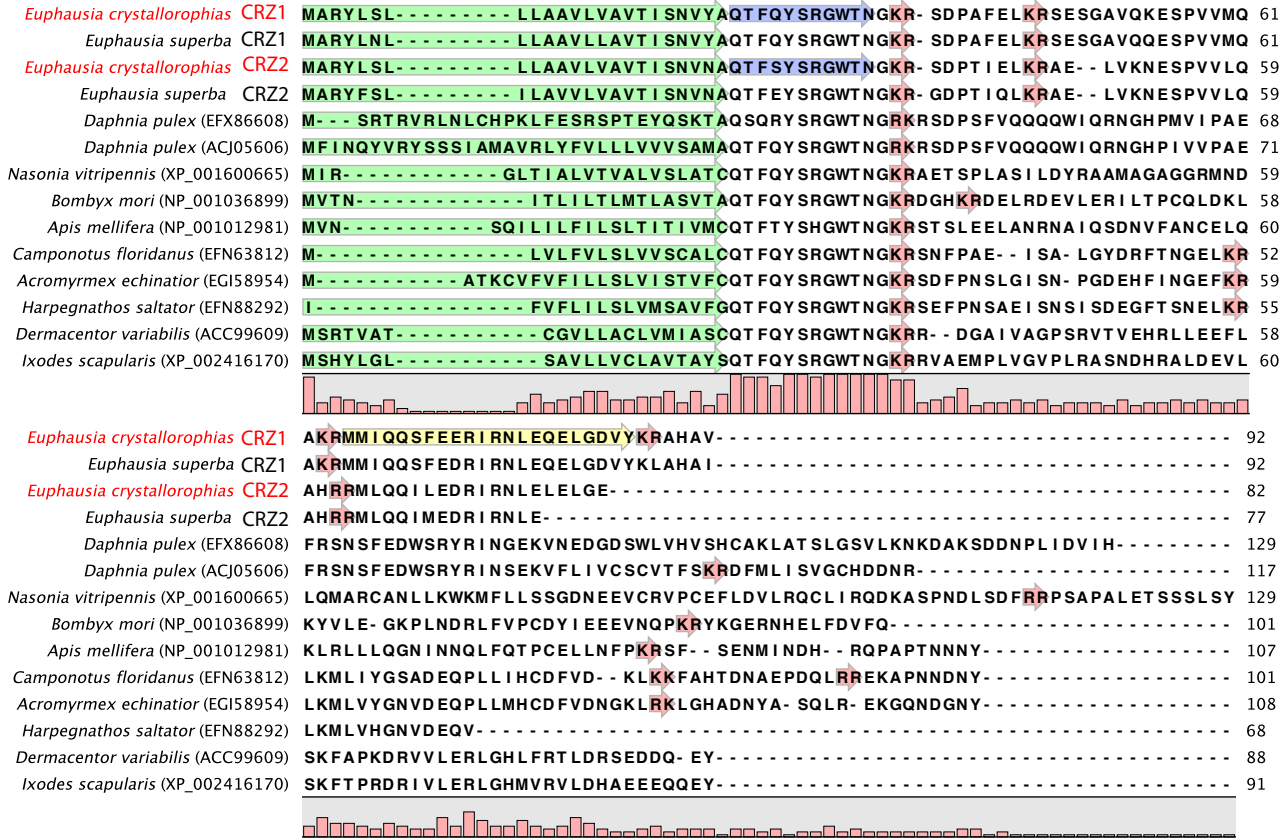 Euphausia crystallorophias CRZ1 MARYLSL---------LLAAVLVAVTISNVYAQTFQYSRGWTNGKR-SDPAFELKRSESGAVQKESPVVMQ 61
Euphausia superba CRZ1 MARYLNL---------LLAAVLLAVTISNVYAQTFQYSRGWTNGKR-SDPAFELKRSESGAVQQESPVVMQ 61
Euphausia crystallorophias CRZ2 MARYLSL---------LLAAVLVAVTISNVNAQTFSYSRGWTNGKR-SDPTIELKRAE--LVKNESPVVLQ 59
Euphausia superba CRZ2 MARYFSL---------ILAVVLVAVTISNVNAQTFEYSRGWTNGKR-GDPTIQLKRAE--LVKNESPVVLQ 59
Daphnia pulex (EFX86608) M---SRTRVRLNLCHPKLFESRSPTEYQSKTAQSQRYSRGWTNGRKRSDPSFVQQQQWIQRNGHPMVIPAE 68
Daphnia pulex (ACJ05606) MFINQYVRYSSSIAMAVRLYFVLLLVVVSAMAQTFQYSRGWTNGRKRSDPSFVQQQQWIQRNGHPIVVPAE 71
Nasonia vitripennis (XP_001600665) MIR------------GLTIALVTVALVSLATCQTFQYSRGWTNGKRAETSPLASILDYRAAMAGAGGRMND 59
Bombyx mori (NP_001036899) MVTN-------------ITLILTLMTLASVTAQTFQYSRGWTNGKRDGHKRDELRDEVLERILTPCQLDKL 58
Apis mellifera (NP_001012981) MVN-----------SQILILFILSLTITIVMCQTFTYSHGWTNGKRSTSLEELANRNAIQSDNVFANCELQ 60
Camponotus floridanus (EFN63812) M----------------LVLFVLSLVVSCALCQTFQYSRGWTNGKRSNFPAE--ISA-LGYDRFTNGELKR 52
Acromyrmex echinatior (EGI58954) M-----------ATKCVFVFILSLVISTVFCQTFQYSRGWTNGKRSDFPNSLGISN-PGDEHFINGEFKR 59
Harpegnathos saltator (EFN88292) I----------------FVFILLSLVMSAVFGQTFQYSRGWTNGKRSEFPNSAEISNSISDEGFTSNELKR 55
Dermacentor variabilis (ACC99609) MSRTVAT-----------CGVLLACLVMIASCQTFQYSRGWTNGKRR--DGAIVAGPSRVTVEHRLLEEFL 58
Ixodes scapularis (XP_002416170) MSHYLGL-----------SAVLLVCLAVTAYSQTFQYSRGWTNGKRRVAEMPLVGVPLRASNDHRALDEVL 60
Euphausia crystallorophias CRZ1 AKRMMIQQSFEERIRNLEQELGDVYKRAHAV--------------------------------------- 92
Euphausia superba CRZ1 AKRMMIQQSFEDRIRNLEQELGDVYKLAHAI--------------------------------------- 92
Euphausia crystallorophias CRZ2 AHRRMLQQILEDRIRNLELELGE----------------------------------------------- 82
Euphausia superba CRZ2 AHRRMLQQIMEDRIRNLE---------------------------------------------------- 77
Daphnia pulex (EFX86608) FRSNSFEDWSRYRINGEKVNEDGDSWLVHVSHCAKLATSLGSVLKNKDAKSDDNPLIDVIH--------- 129
Daphnia pulex (ACJ05606) FRSNSFEDWSRYRINSEKVFLIVCSCVTFSKRDFMLISVGCHDDNR------------------------ 117
Nasonia vitripennis (XP_001600665) LQMARCANLLKWKMFLLSSGDNEEVCRVPCEFLDVLRQCLIRQDKASPNDLSDFRRPSAPALETSSSLSY 129
Bombyx mori (NP_001036899) KYVLE-GKPLNDRLFVPCDYIEEEVNQPKRYKGERNHELFDVFQ-------------------------- 101
Apis mellifera (NP_001012981) KLRLLLQGNINNQLFQTPCELLNFPKRSF--SENMINDH--RQPAPTNNNY------------------- 107
Camponotus floridanus (EFN63812) LKMLIYGSADEQPLLIHCDFVD--KLKKFAHTDNAEPDQLRREKAPNNDNY------------------- 101
Acromyrmex echinatior (EGI58954) LKMLVYGNVDEQPLLMHCDFVDNGKLRKLGHADNYA-SQLR-EKGQNDGNY------------------- 108
Harpegnathos saltator (EFN88292) LKMLVHGNVDEQV--------------------------------------------------------- 68
Dermacentor variabilis (ACC99609) SKFAPKDRVVLERLGHLFRTLDRSEDDQ-EY--------------------------------------- 88
Ixodes scapularis (XP_002416170) SKFTPRDRIVLERLGHMVRVLDHAEEEQQEY--------------------------------------- 91